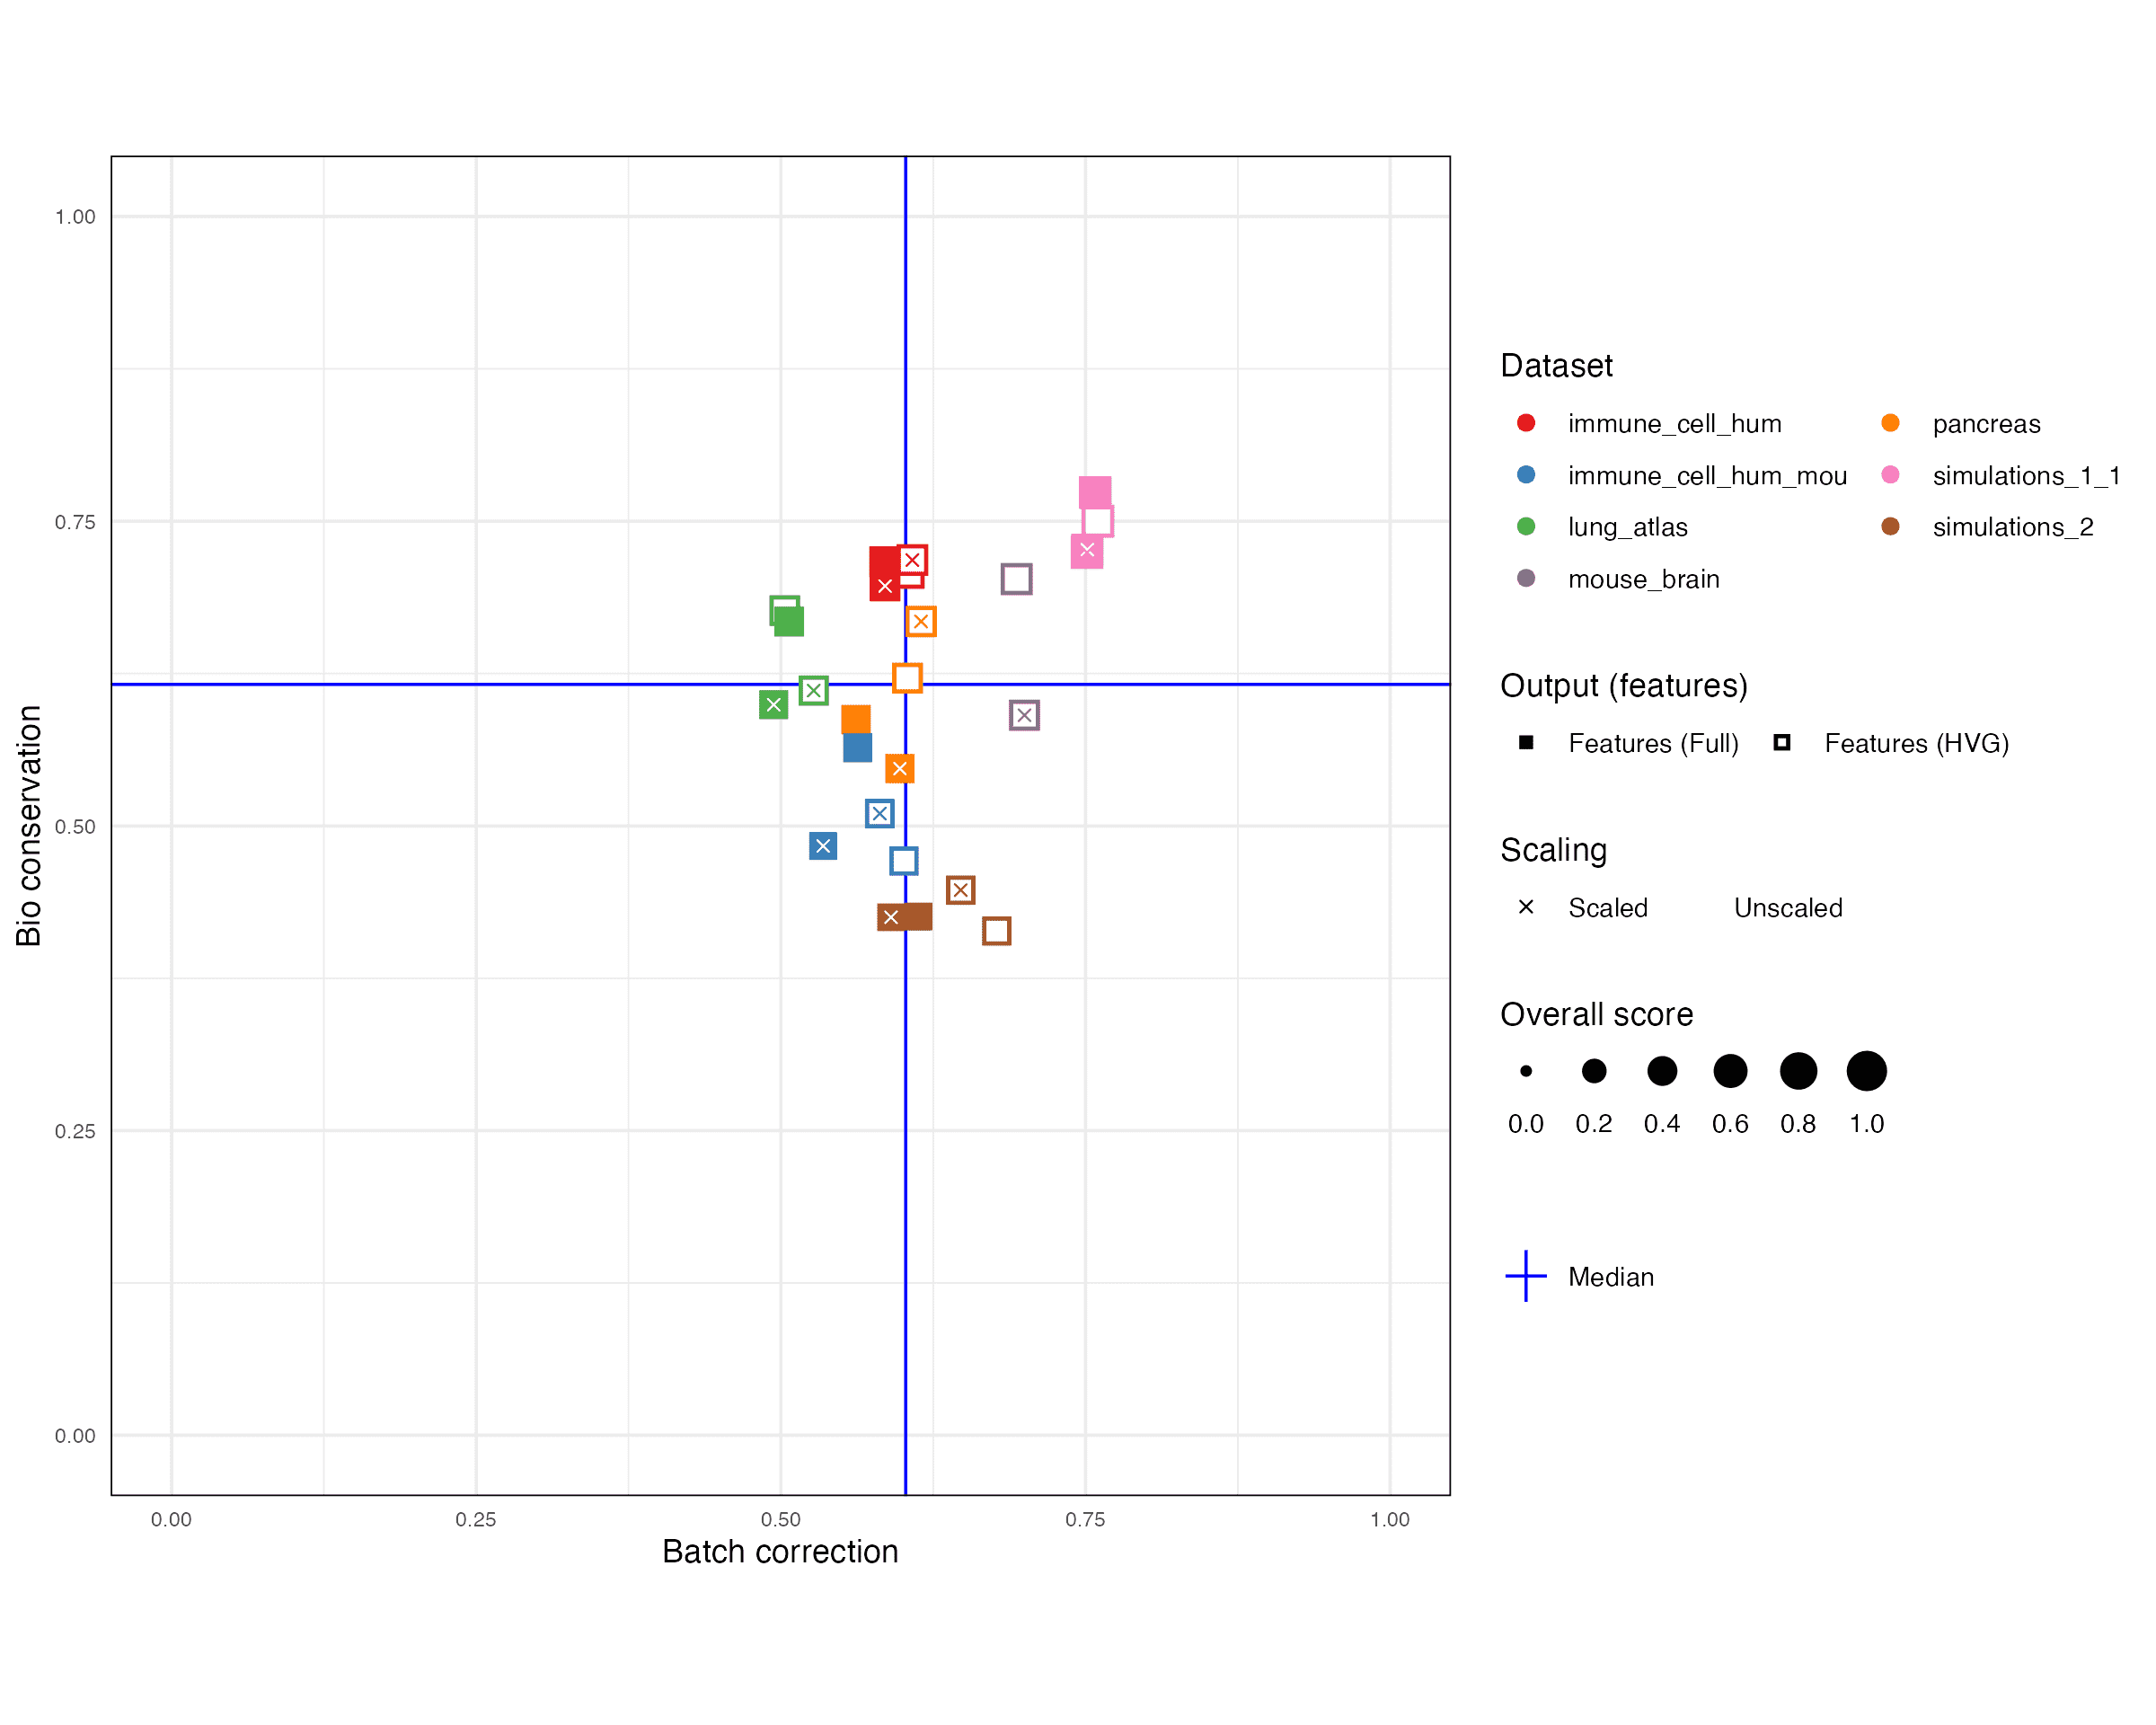 1.00
0.75
0.50
0.25
0.00
Bio conservation
0.00 0.25 0.50 0.75 1.00
Batch correction
Dataset
immune_cell_hum pancreas
immune_cell_hum_mou simulations_1_1
lung_atlas simulations_2
mouse_brain
Output (features)
Features (Full) Features (HVG)
Scaling
Scaled Unscaled
Overall score
0.0 0.2 0.4 0.6 0.8 1.0
Median